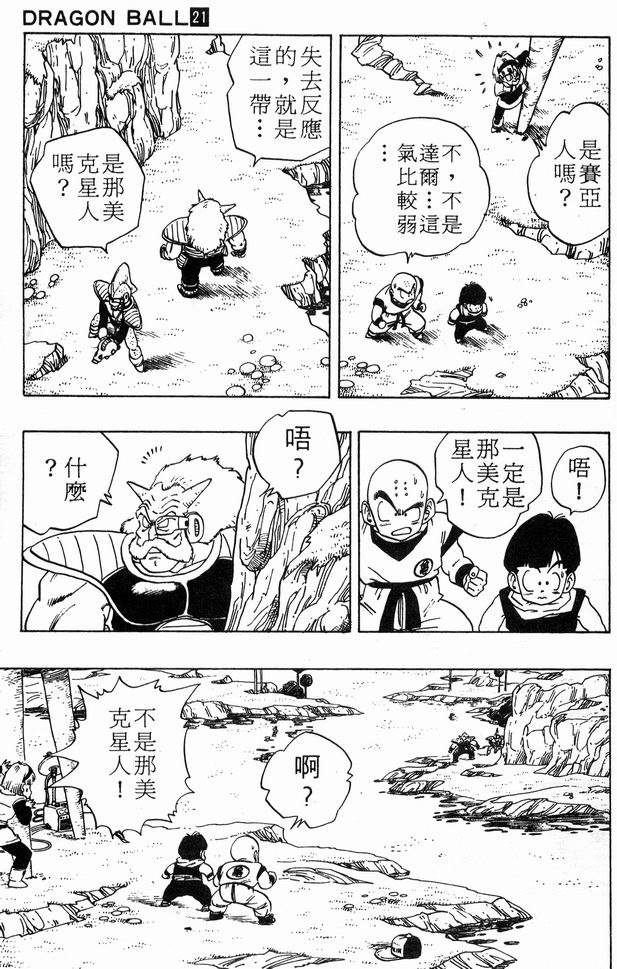 DRAGON BALL 21
是賽亞
人嗎？
不，不是
達爾…這
氣比較弱
…
失去反應
的，就是
這一帶…
是那美
克星人
嗎？
唔！
一定是
那美克
星人！
唔？
什麼
？
不是那美
克星人！
啊？